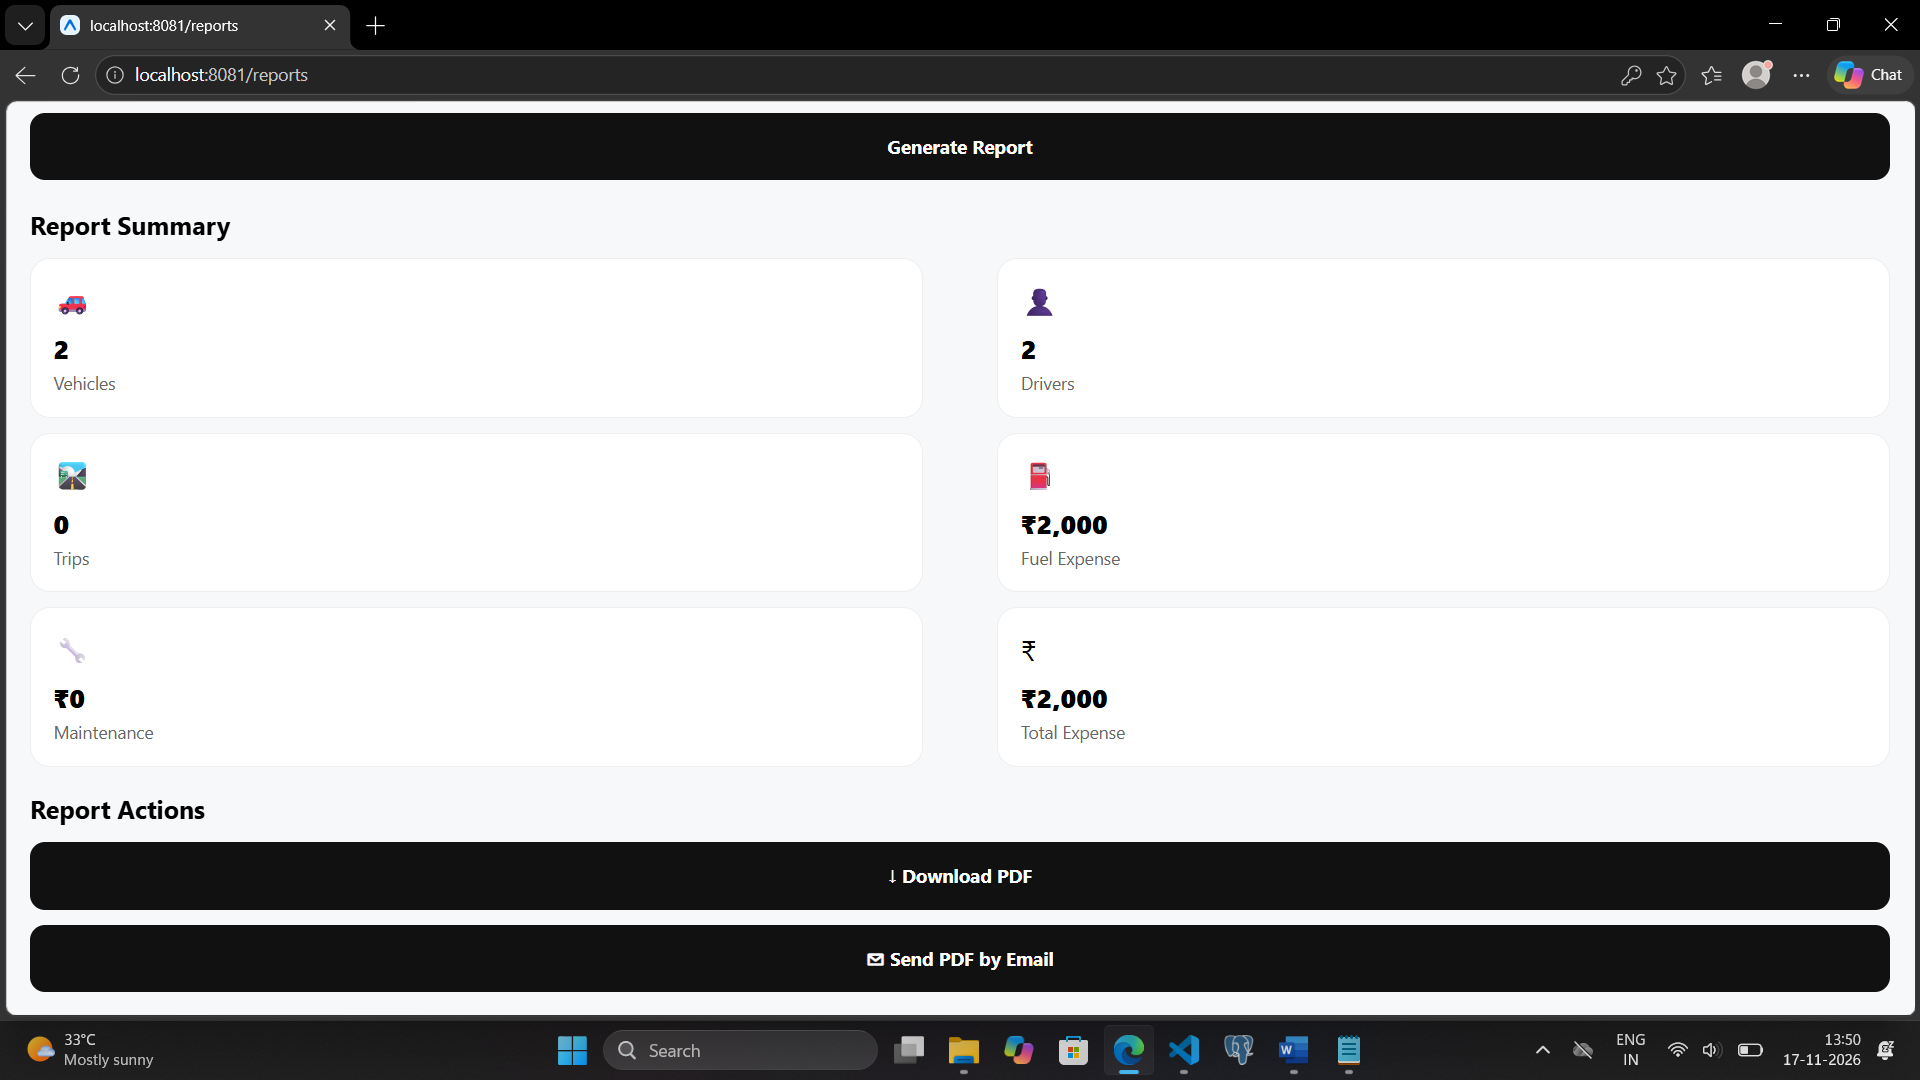 localhost:8081/reports
localhost:8081/reports
Chat
Generate Report
Report Summary
2
Vehicles
2
Drivers
0
Trips
₹2,000
Fuel Expense
₹0
Maintenance
₹
₹2,000
Total Expense
Report Actions
↓ Download PDF
✉ Send PDF by Email
33°C
Mostly sunny
Search
ENG
IN
13:50
17-11-2026